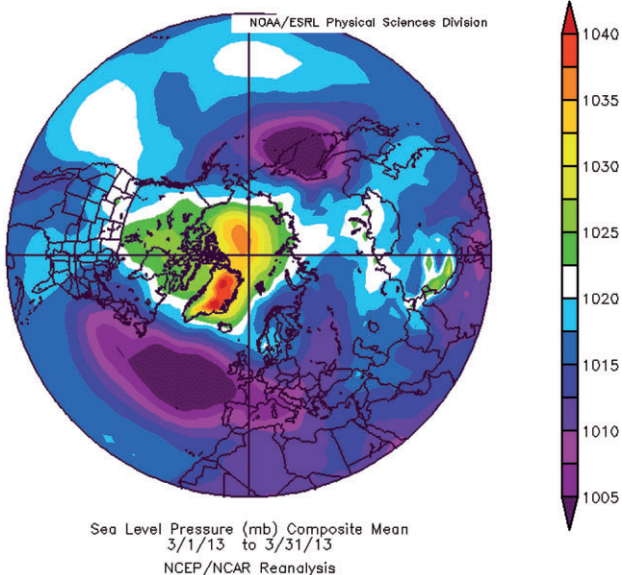 NOAA/ESRL Physical Sciences Division
1040
1035
1030
1025
1020
1015
1010
1005
Sea Level Pressure (mb) Composite Mean
3/1/13 to 3/31/13
NCEP/NCAR Reanalysis